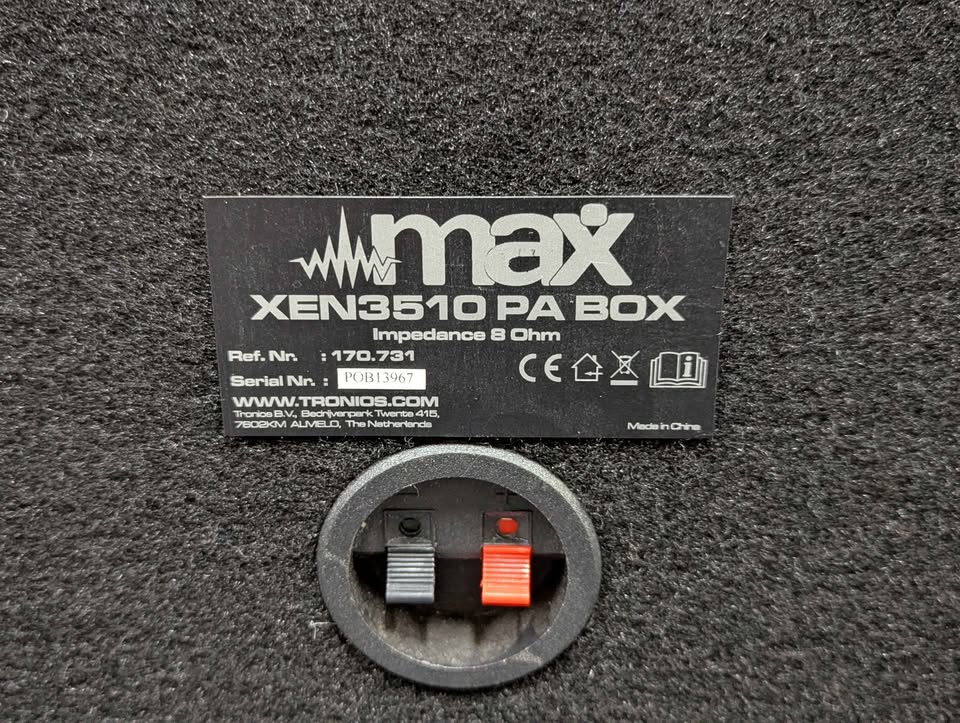 max
XEN3510 PA BOX
Impedance 8 Ohm
Ref. Nr. : 170.731
Serial Nr. : POB13967
WWW.TRONIOS.COM
Tronios B.V., Bedrijvenpark Twente 415,
7602KM ALMELO, The Netherlands
CE
i
Made in China
- +